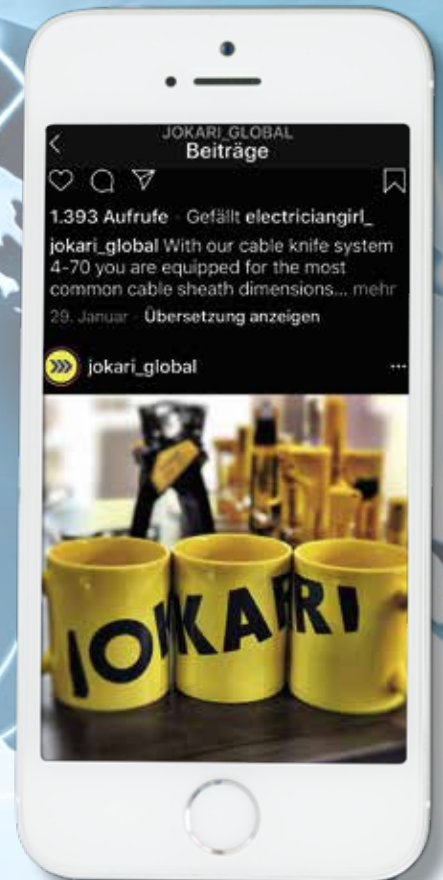 JOKARI_GLOBAL
Beiträge
1.393 Aufrufe · Gefällt electriciangirl_
jokari_global With our cable knife system
4-70 you are equipped for the most
common cable sheath dimensions... mehr
29. Januar · Übersetzung anzeigen
jokari_global
JOKARI